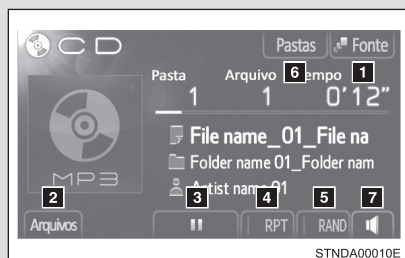 CD Pastas Fonte
6 1
Pasta Arquivo Tempo
1 1 0'12"
File name_01_File na
Folder name 01_Folder nam
Artist name 01
MP3
2 3 4 5 7
Arquivos RPT RAND
STNDA00010E